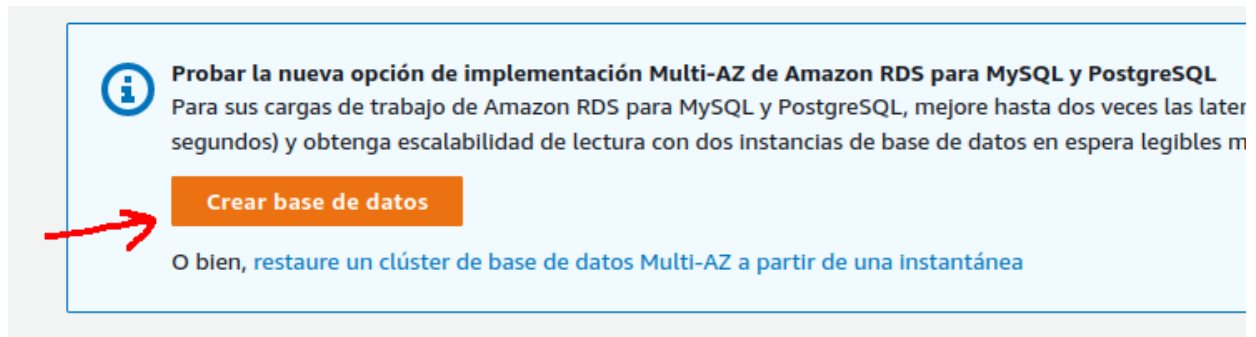 Probar la nueva opción de implementación Multi-AZ de Amazon RDS para MySQL y PostgreSQL
Para sus cargas de trabajo de Amazon RDS para MySQL y PostgreSQL, mejore hasta dos veces las
segundos) y obtenga escalabilidad de lectura con dos instancias de base de datos en espera legibles
Crear base de datos
O bien, restaure un clúster de base de datos Multi-AZ a partir de una instantánea